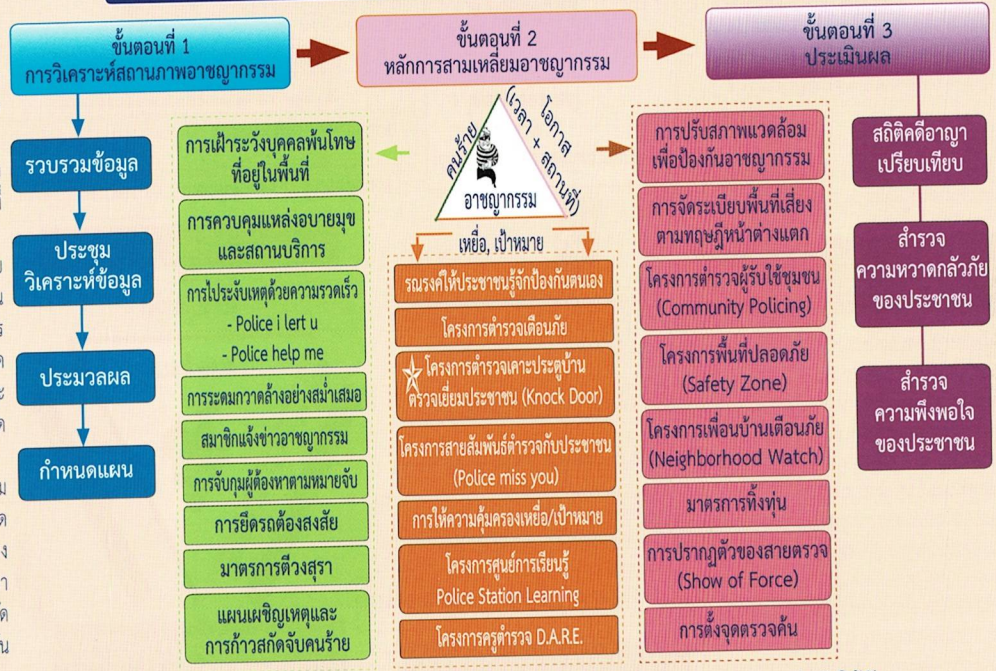 ขั้นตอนที่ 1
การวิเคราะห์สถานภาพอาชญากรรม
ขั้นตอนที่ 2
หลักการสามเหลี่ยมอาชญากรรม
ขั้นตอนที่ 3
ประเมินผล
รวบรวมข้อมูล
ประชุม
วิเคราะห์ข้อมูล
ประมวลผล
กำหนดแผน
คนร้าย
โอกาส
(เวลา + สถานที่)
อาชญากรรม
เหยื่อ, เป้าหมาย
การเฝ้าระวังบุคคลพ้นโทษ
ที่อยู่ในพื้นที่
การควบคุมแหล่งอบายมุข
และสถานบริการ
การไประงับเหตุด้วยความรวดเร็ว
- Police i lert u
- Police help me
การระดมกวาดล้างอย่างสม่ำเสมอ
สมาชิกแจ้งข่าวอาชญากรรม
การจับกุมผู้ต้องหาตามหมายจับ
การยึดรถต้องสงสัย
มาตรการตีวงสุรา
แผนเผชิญเหตุและ
การก้าวสกัดจับคนร้าย
รณรงค์ให้ประชาชนรู้จักป้องกันตนเอง
โครงการตำรวจเตือนภัย
โครงการตำรวจเคาะประตูบ้าน
ตรวจเยี่ยมประชาชน (Knock Door)
โครงการสายสัมพันธ์ตำรวจกับประชาชน
(Police miss you)
การให้ความคุ้มครองเหยื่อ/เป้าหมาย
โครงการศูนย์การเรียนรู้
Police Station Learning
โครงการครูตำรวจ D.A.R.E.
การปรับสภาพแวดล้อม
เพื่อป้องกันอาชญากรรม
การจัดระเบียบพื้นที่เสี่ยง
ตามทฤษฎีหน้าต่างแตก
โครงการตำรวจผู้รับใช้ชุมชน
(Community Policing)
โครงการพื้นที่ปลอดภัย
(Safety Zone)
โครงการเพื่อนบ้านเตือนภัย
(Neighborhood Watch)
มาตรการทิ้งทุ่น
การปรากฏตัวของสายตรวจ
(Show of Force)
การตั้งจุดตรวจค้น
สถิติคดีอาญา
เปรียบเทียบ
สำรวจ
ความหวาดกลัวภัย
ของประชาชน
สำรวจ
ความพึงพอใจ
ของประชาชน